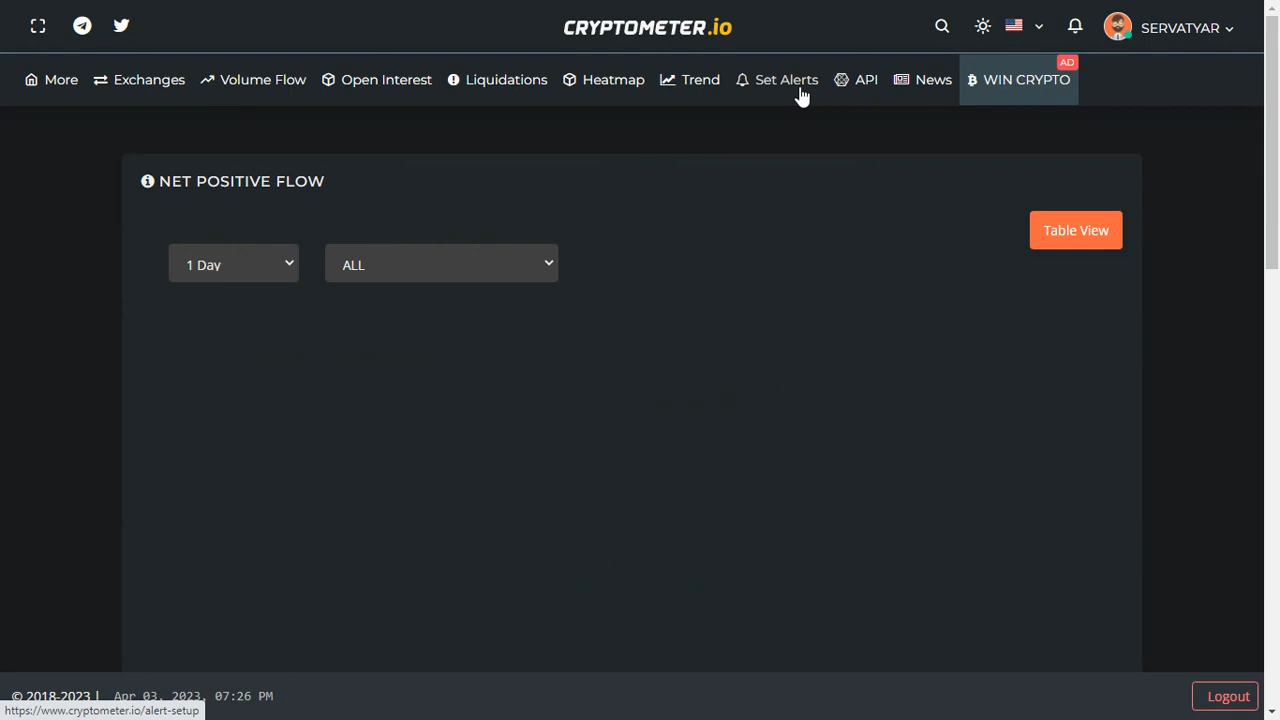 CRYPTOMETER.io
SERVATYAR
More Exchanges Volume Flow Open Interest Liquidations Heatmap Trend Set Alerts API News WIN CRYPTO AD
NET POSITIVE FLOW
Table View
1 Day ALL
© 2018-2023 | Apr 03, 2023, 07:26 PM
Logout
https://www.cryptometer.io/alert-setup